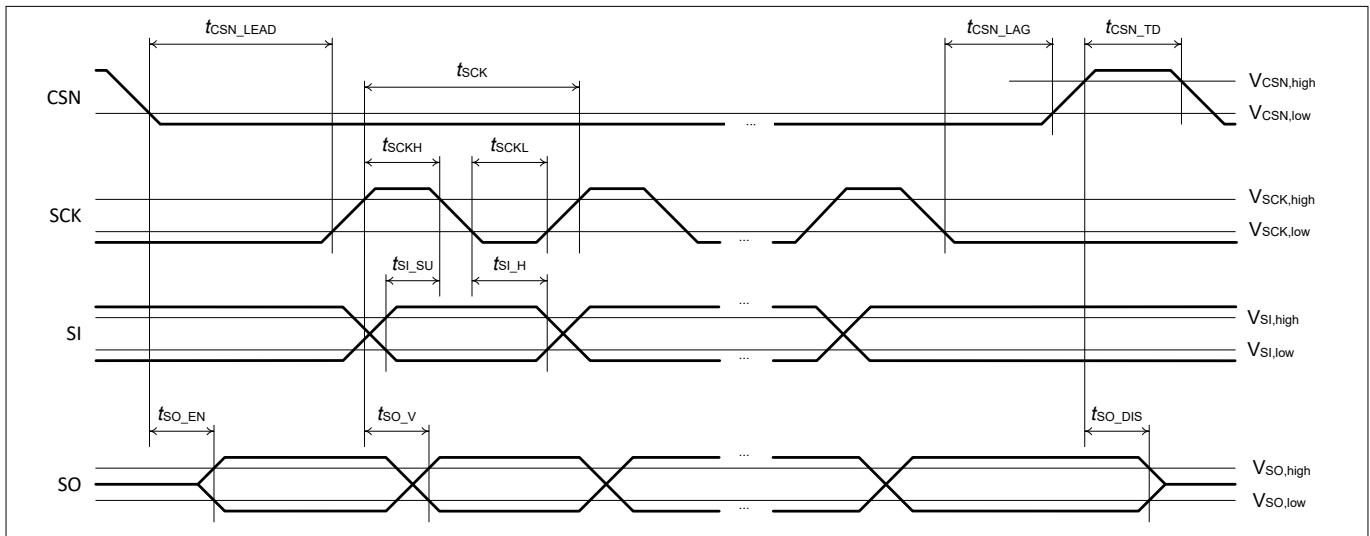 tCSN_LEAD tCSN_LAG tCSN_TD
tSCK
CSN VCSN,high
VCSN,low
...
tSCKH tSCKL
SCK VSCK,high
VSCK,low
...
tSI_SU tSI_H
...
SI VSI,high
VSI,low
...
tSO_EN tSO_V tSO_DIS
...
SO VSO,high
VSO,low
...